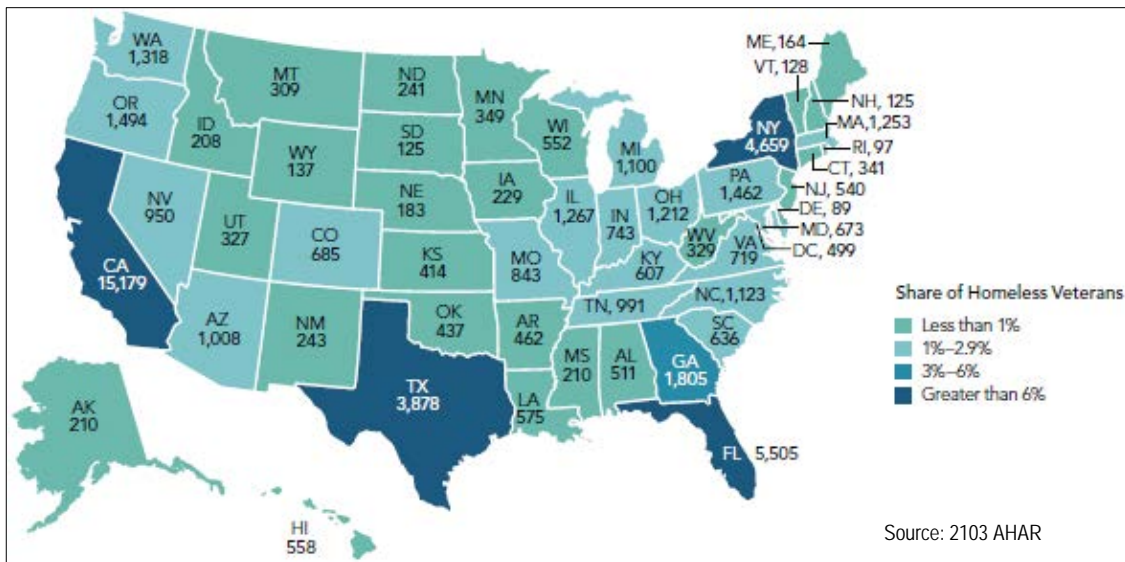 WA
1,318
OR
1,494
CA
15,179
NV
950
ID
208
MT
309
WY
137
UT
327
AZ
1,008
CO
685
NM
243
ND
241
SD
125
NE
183
KS
414
OK
437
TX
3,878
MN
349
IA
229
MO
843
AR
462
LA
575
WI
552
IL
1,267
MS
210
MI
1,100
IN
743
KY
607
TN, 991
AL
511
OH
1,212
WV
329
GA
1,805
FL 5,505
SC
636
NC,1,123
VA
719
PA
1,462
NY
4,659
ME, 164
VT, 128
NH, 125
MA,1,253
RI, 97
CT, 341
NJ, 540
DE, 89
MD, 673
DC, 499
AK
210
HI
558
Share of Homeless Veterans
Less than 1%
1%–2.9%
3%–6%
Greater than 6%
Source: 2103 AHAR